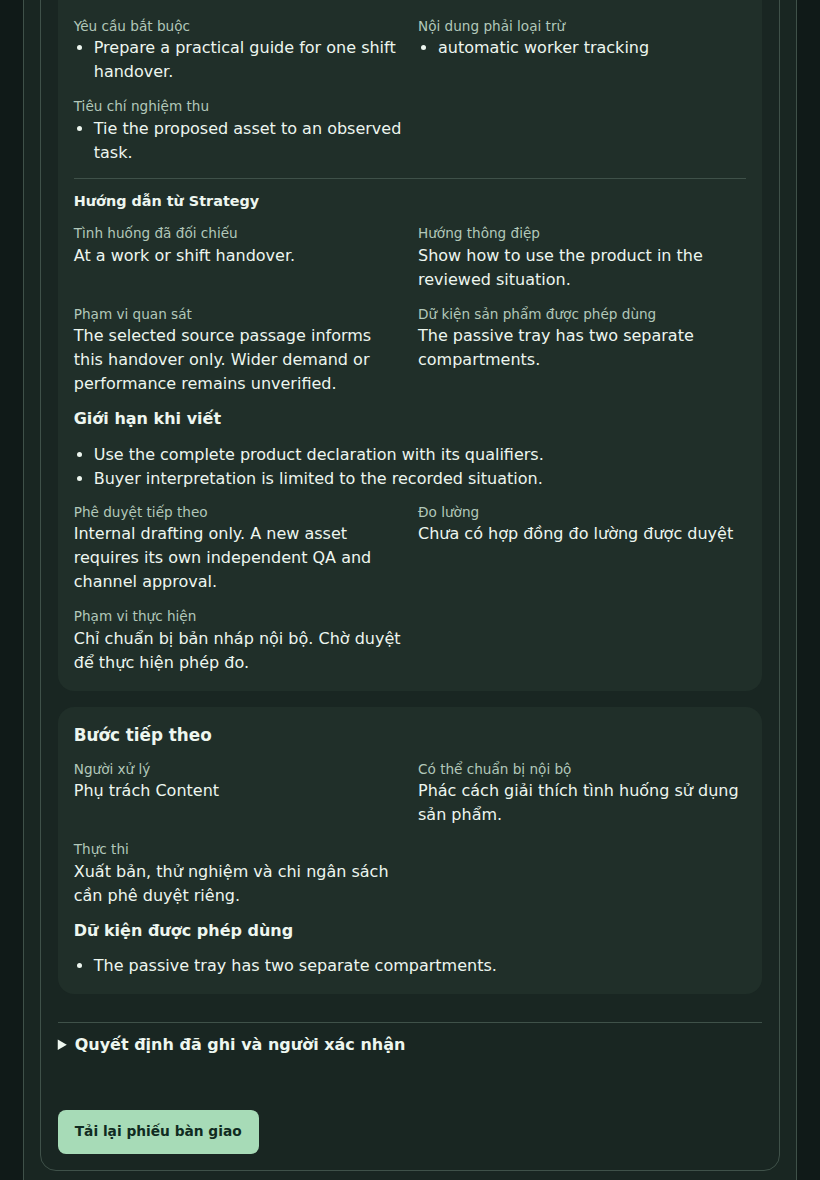 Yêu cầu bắt buộc
• Prepare a practical guide for one shift
handover.
Nội dung phải loại trừ
• automatic worker tracking
Tiêu chí nghiệm thu
• Tie the proposed asset to an observed
task.
Hướng dẫn từ Strategy
Tình huống đã đối chiếu
At a work or shift handover.
Hướng thông điệp
Show how to use the product in the
reviewed situation.
Phạm vi quan sát
The selected source passage informs
this handover only. Wider demand or
performance remains unverified.
Dữ kiện sản phẩm được phép dùng
The passive tray has two separate
compartments.
Giới hạn khi viết
• Use the complete product declaration with its qualifiers.
• Buyer interpretation is limited to the recorded situation.
Phê duyệt tiếp theo
Internal drafting only. A new asset
requires its own independent QA and
channel approval.
Đo lường
Chưa có hợp đồng đo lường được duyệt
Phạm vi thực hiện
Chỉ chuẩn bị bản nháp nội bộ. Chờ duyệt
để thực hiện phép đo.
Bước tiếp theo
Người xử lý
Phụ trách Content
Có thể chuẩn bị nội bộ
Phác cách giải thích tình huống sử dụng
sản phẩm.
Thực thi
Xuất bản, thử nghiệm và chi ngân sách
cần phê duyệt riêng.
Dữ kiện được phép dùng
• The passive tray has two separate compartments.
▶ Quyết định đã ghi và người xác nhận
Tải lại phiếu bàn giao